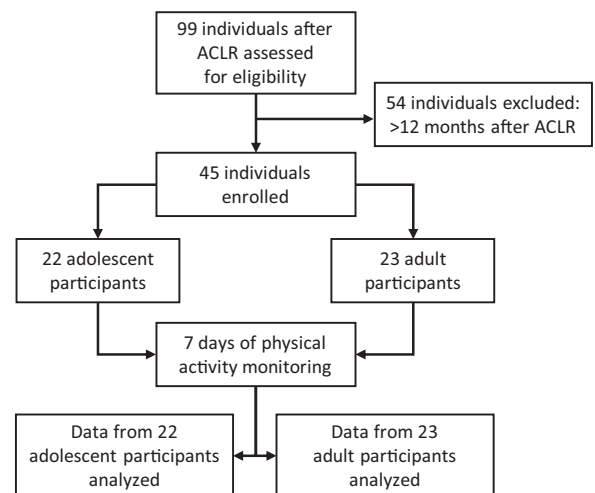 99 individuals after
ACLR assessed
for eligibility
54 individuals excluded:
>12 months after ACLR
45 individuals
enrolled
22 adolescent
participants
23 adult
participants
7 days of physical
activity monitoring
Data from 22
adolescent participants
analyzed
Data from 23
adult participants
analyzed